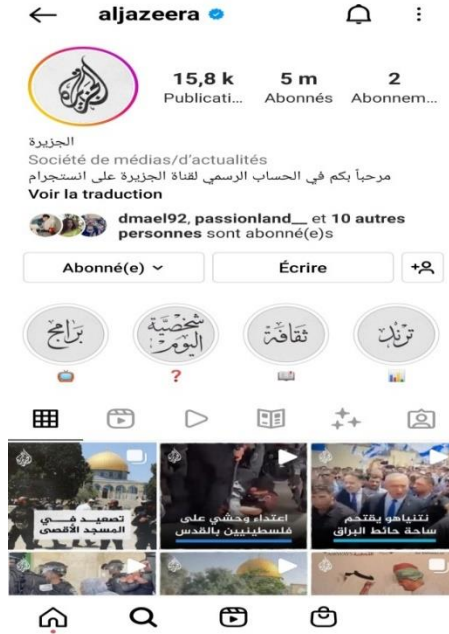 aljazeera
15,8 k
5 m
2
Publicati...
Abonnés
Abonnem...
الجزيرة
Société de médias/d'actualités
مرحباً بكم في الحساب الرسمي لقناة الجزيرة على انستجرام
Voir la traduction
dmael92, passionland__ et 10 autres
personnes sont abonné(e)s
Abonné(e)
Écrire
برامج
شخصية
اليوم
ثقافة
ترند
تصعيد في
المسجد الأقصى
اعتداء وحشي على
فلسطينيين بالقدس
نتنياهو يقتحم
ساحة حائط البراق